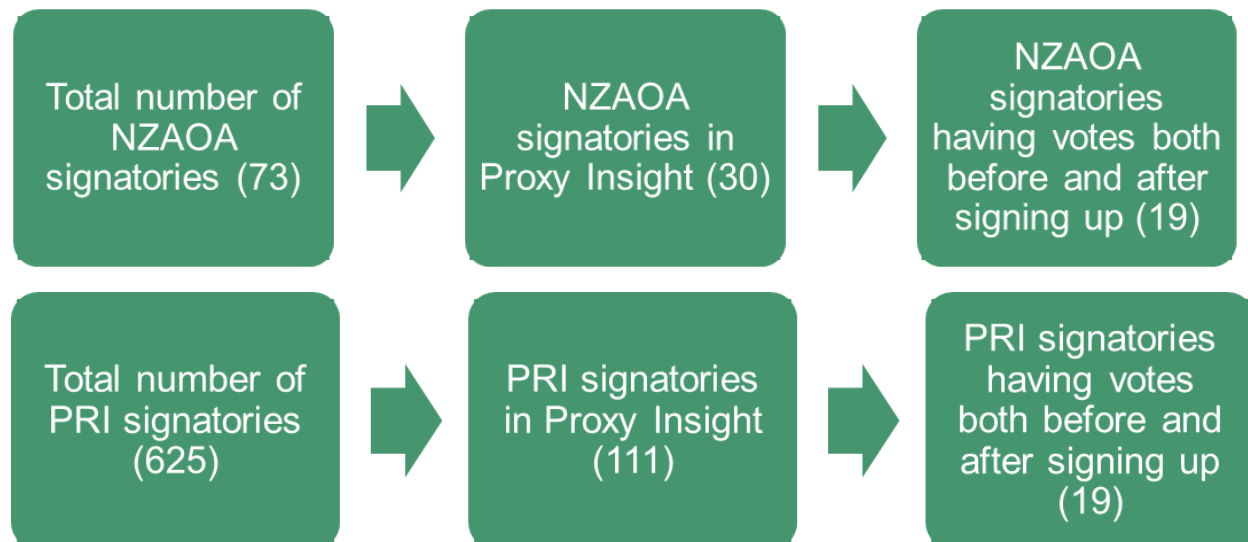 Total number of
NZAOA
signatories (73)
NZAOA
signatories in
Proxy Insight (30)
NZAOA
signatories
having votes both
before and after
signing up (19)
Total number of
PRI signatories
(625)
PRI signatories
in Proxy Insight
(111)
PRI signatories
having votes
both before and
after signing up
(19)